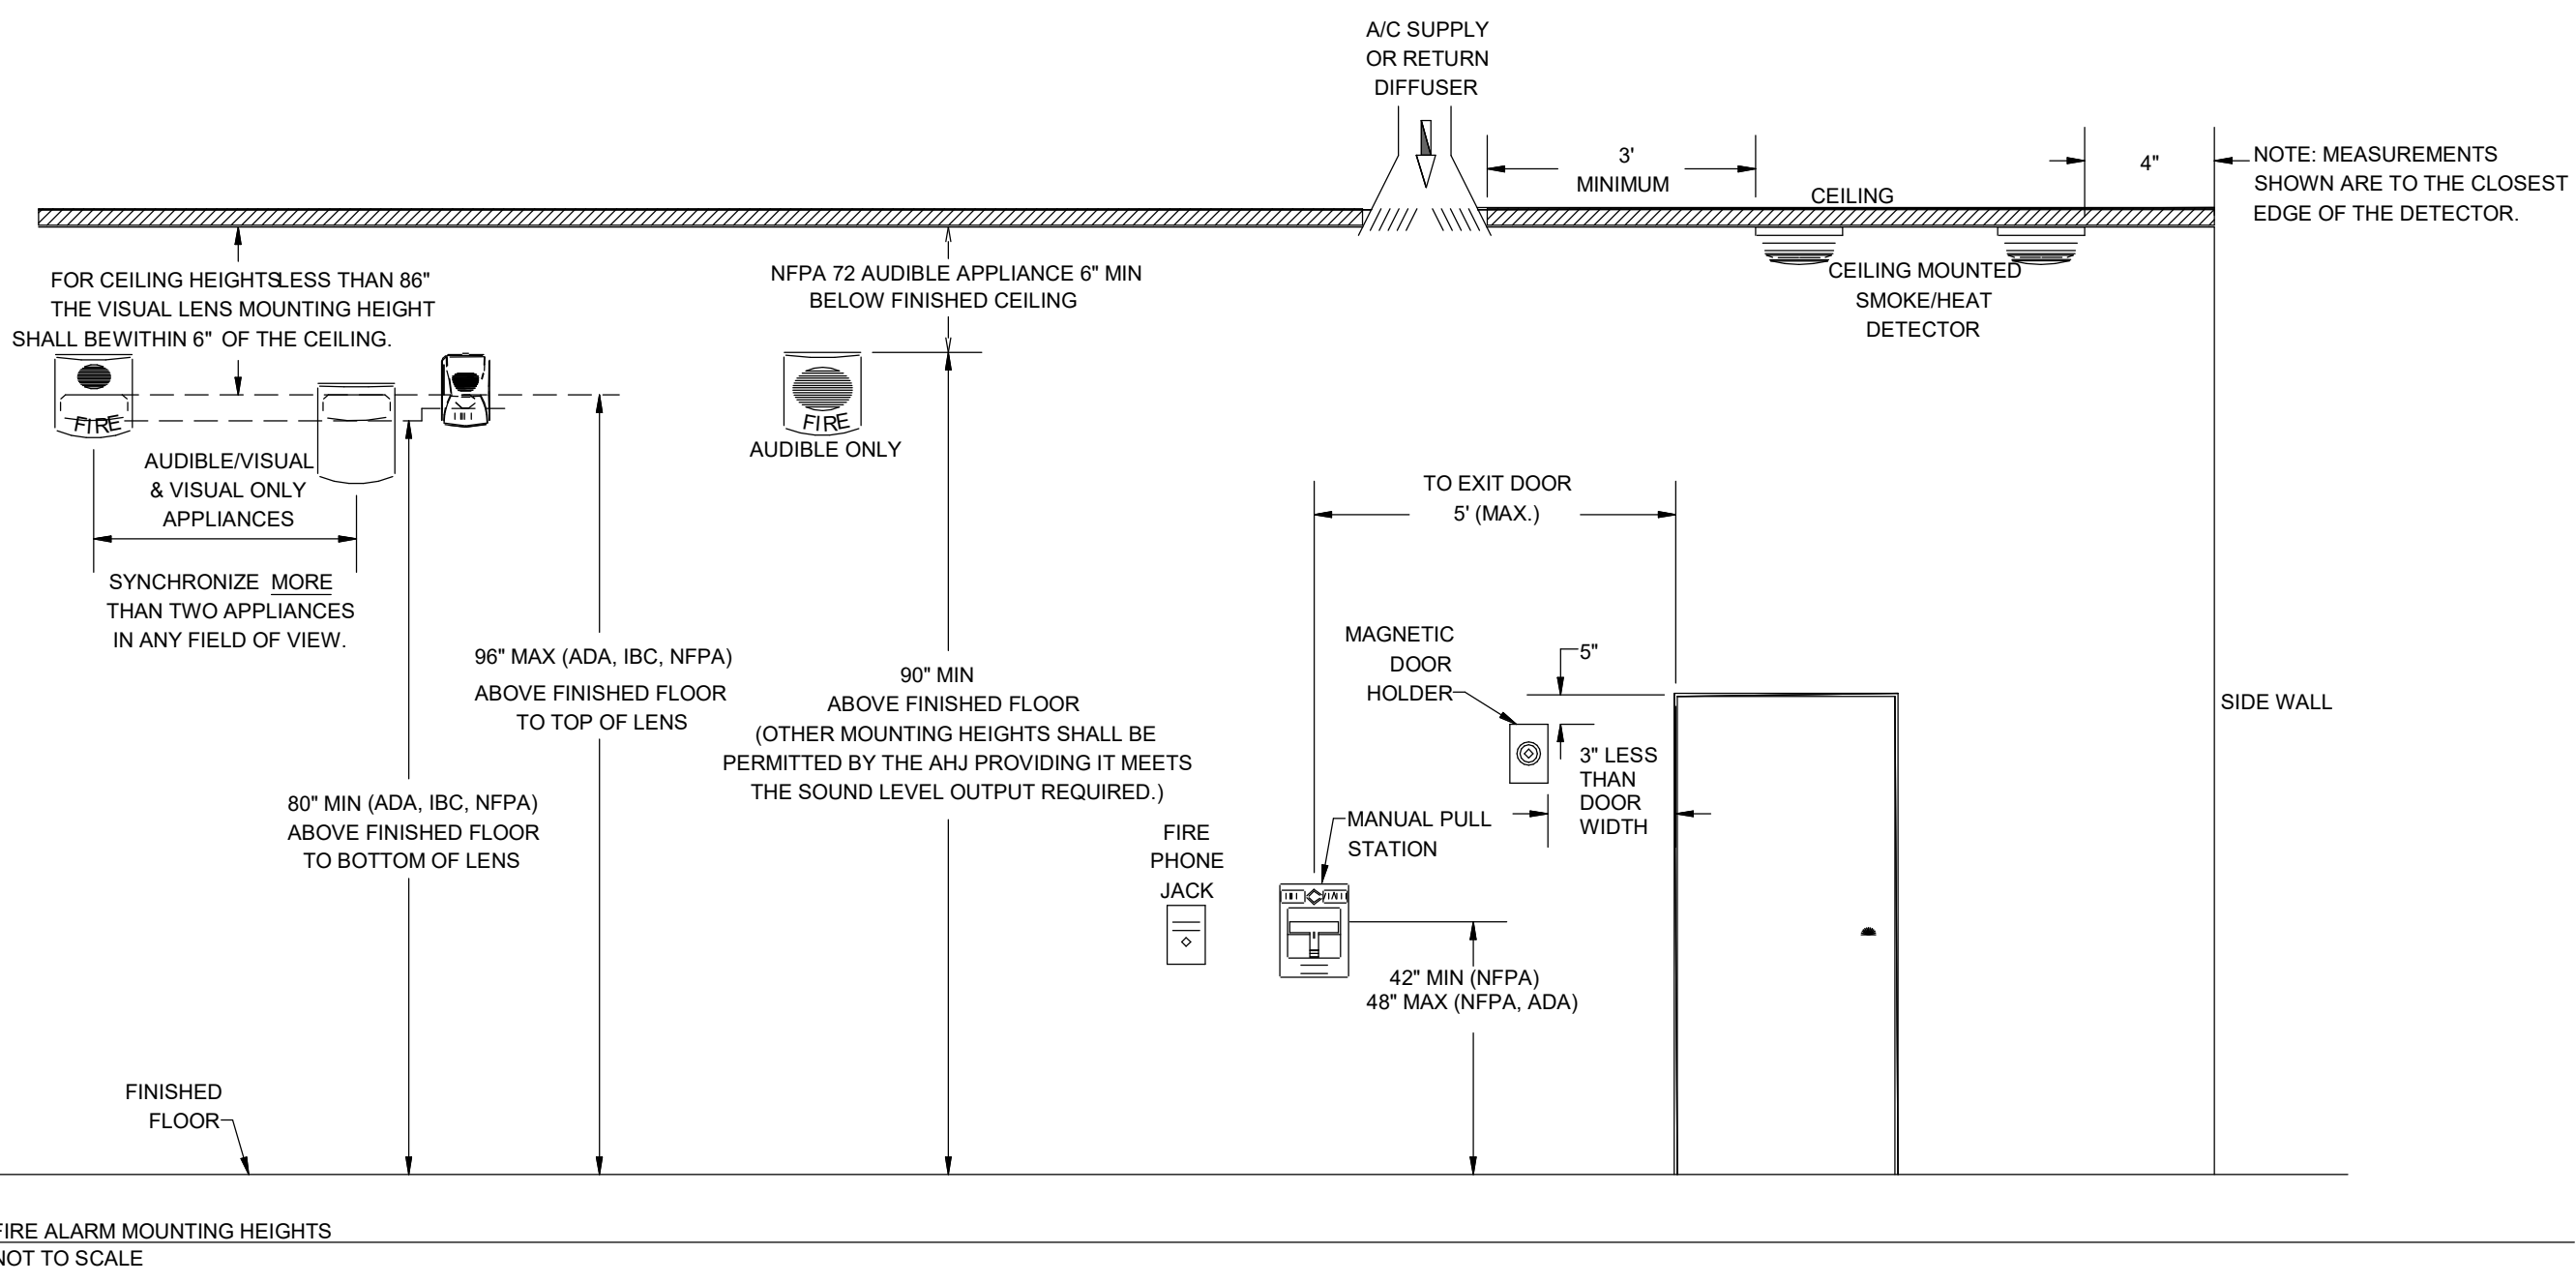 A/C SUPPLY
OR RETURN
DIFFUSER
3'
MINIMUM
CEILING
4"
NOTE: MEASUREMENTS
SHOWN ARE TO THE CLOSEST
EDGE OF THE DETECTOR.
FOR CEILING HEIGHTS LESS THAN 86"
THE VISUAL LENS MOUNTING HEIGHT
SHALL BE WITHIN 6" OF THE CEILING.
NFPA 72 AUDIBLE APPLIANCE 6" MIN
BELOW FINISHED CEILING
CEILING MOUNTED
SMOKE/HEAT
DETECTOR
FIRE
FIRE
AUDIBLE ONLY
AUDIBLE/VISUAL
& VISUAL ONLY
APPLIANCES
SYNCHRONIZE MORE
THAN TWO APPLIANCES
IN ANY FIELD OF VIEW.
TO EXIT DOOR
5' (MAX.)
96" MAX (ADA, IBC, NFPA)
ABOVE FINISHED FLOOR
TO TOP OF LENS
90" MIN
ABOVE FINISHED FLOOR
(OTHER MOUNTING HEIGHTS SHALL BE
PERMITTED BY THE AHJ PROVIDING IT MEETS
THE SOUND LEVEL OUTPUT REQUIRED.)
MAGNETIC
DOOR
HOLDER
5"
3" LESS
THAN
DOOR
WIDTH
SIDE WALL
80" MIN (ADA, IBC, NFPA)
ABOVE FINISHED FLOOR
TO BOTTOM OF LENS
FIRE
PHONE
JACK
MANUAL PULL
STATION
42" MIN (NFPA)
48" MAX (NFPA, ADA)
FINISHED
FLOOR
FIRE ALARM MOUNTING HEIGHTS
NOT TO SCALE